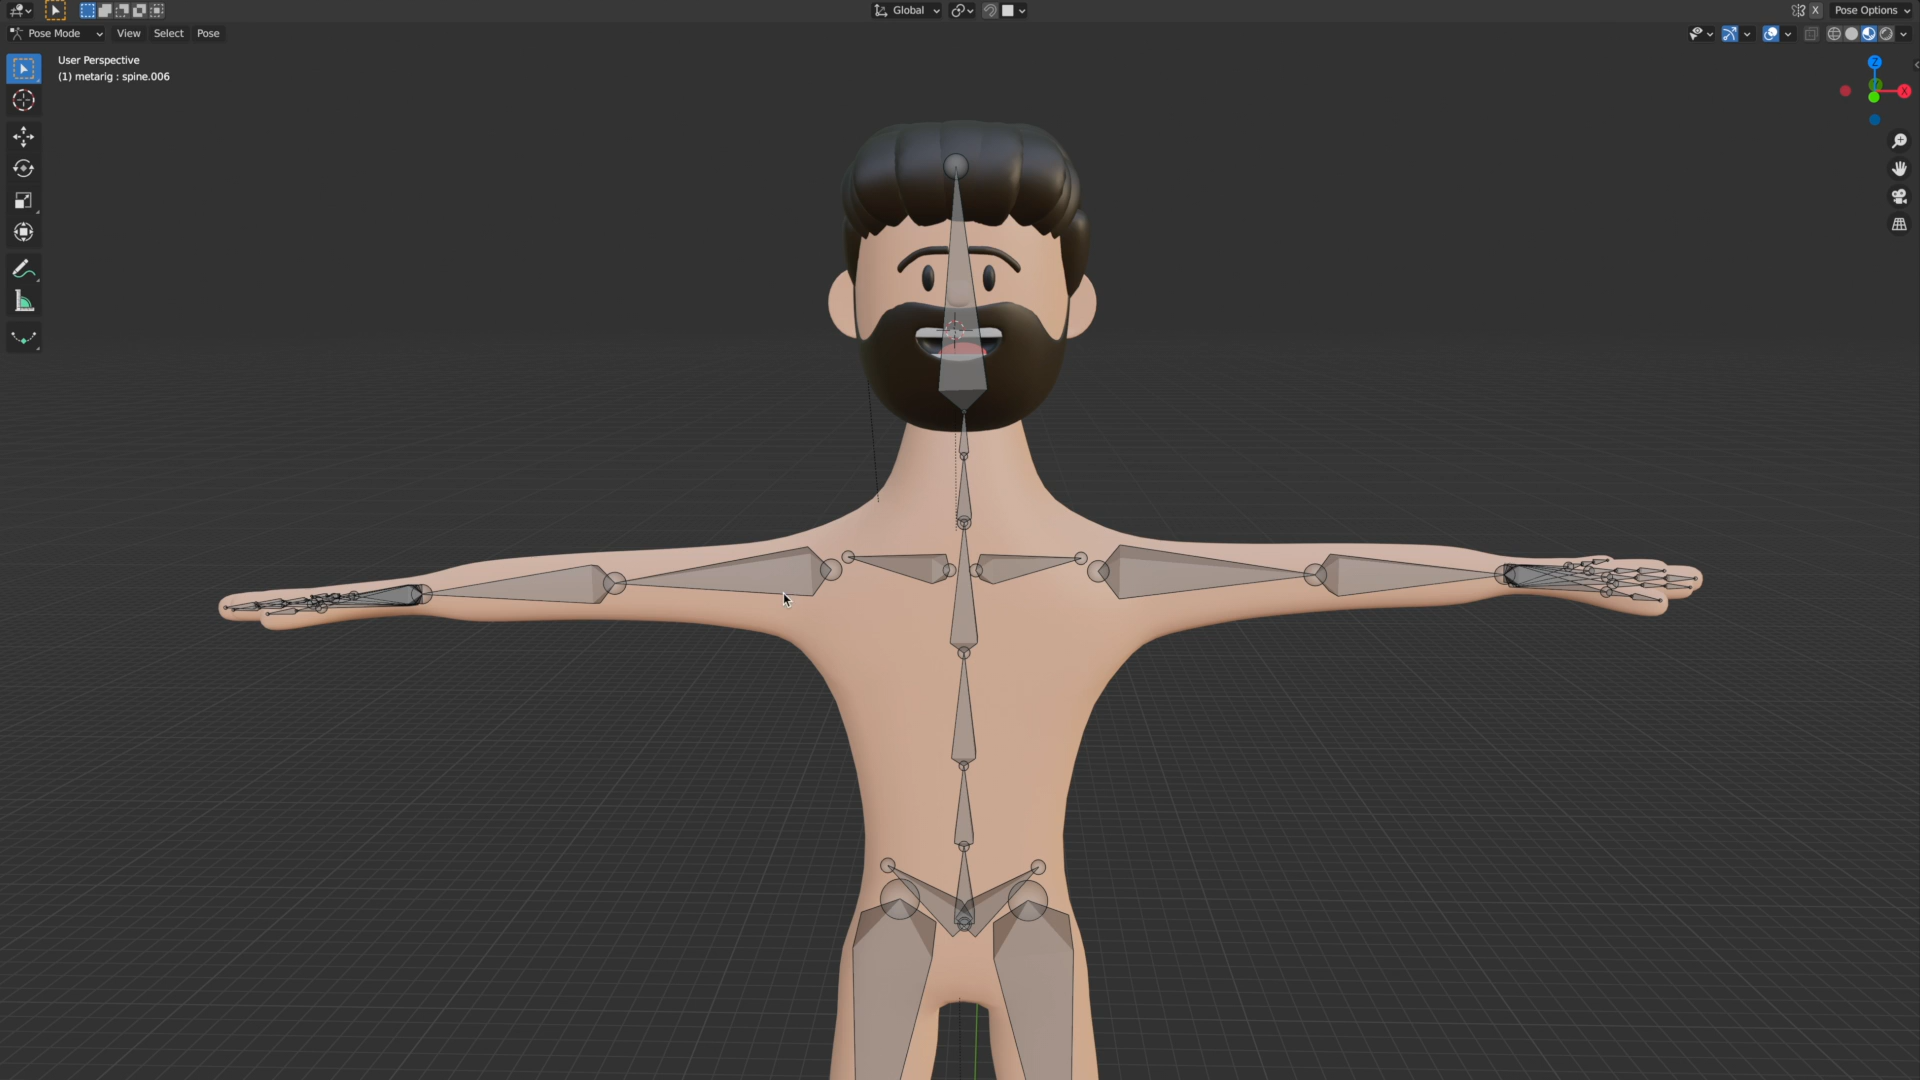 Global
X
Pose Options
Pose Mode
View
Select
Pose
User Perspective
(1) metarig : spine.006
Z
X